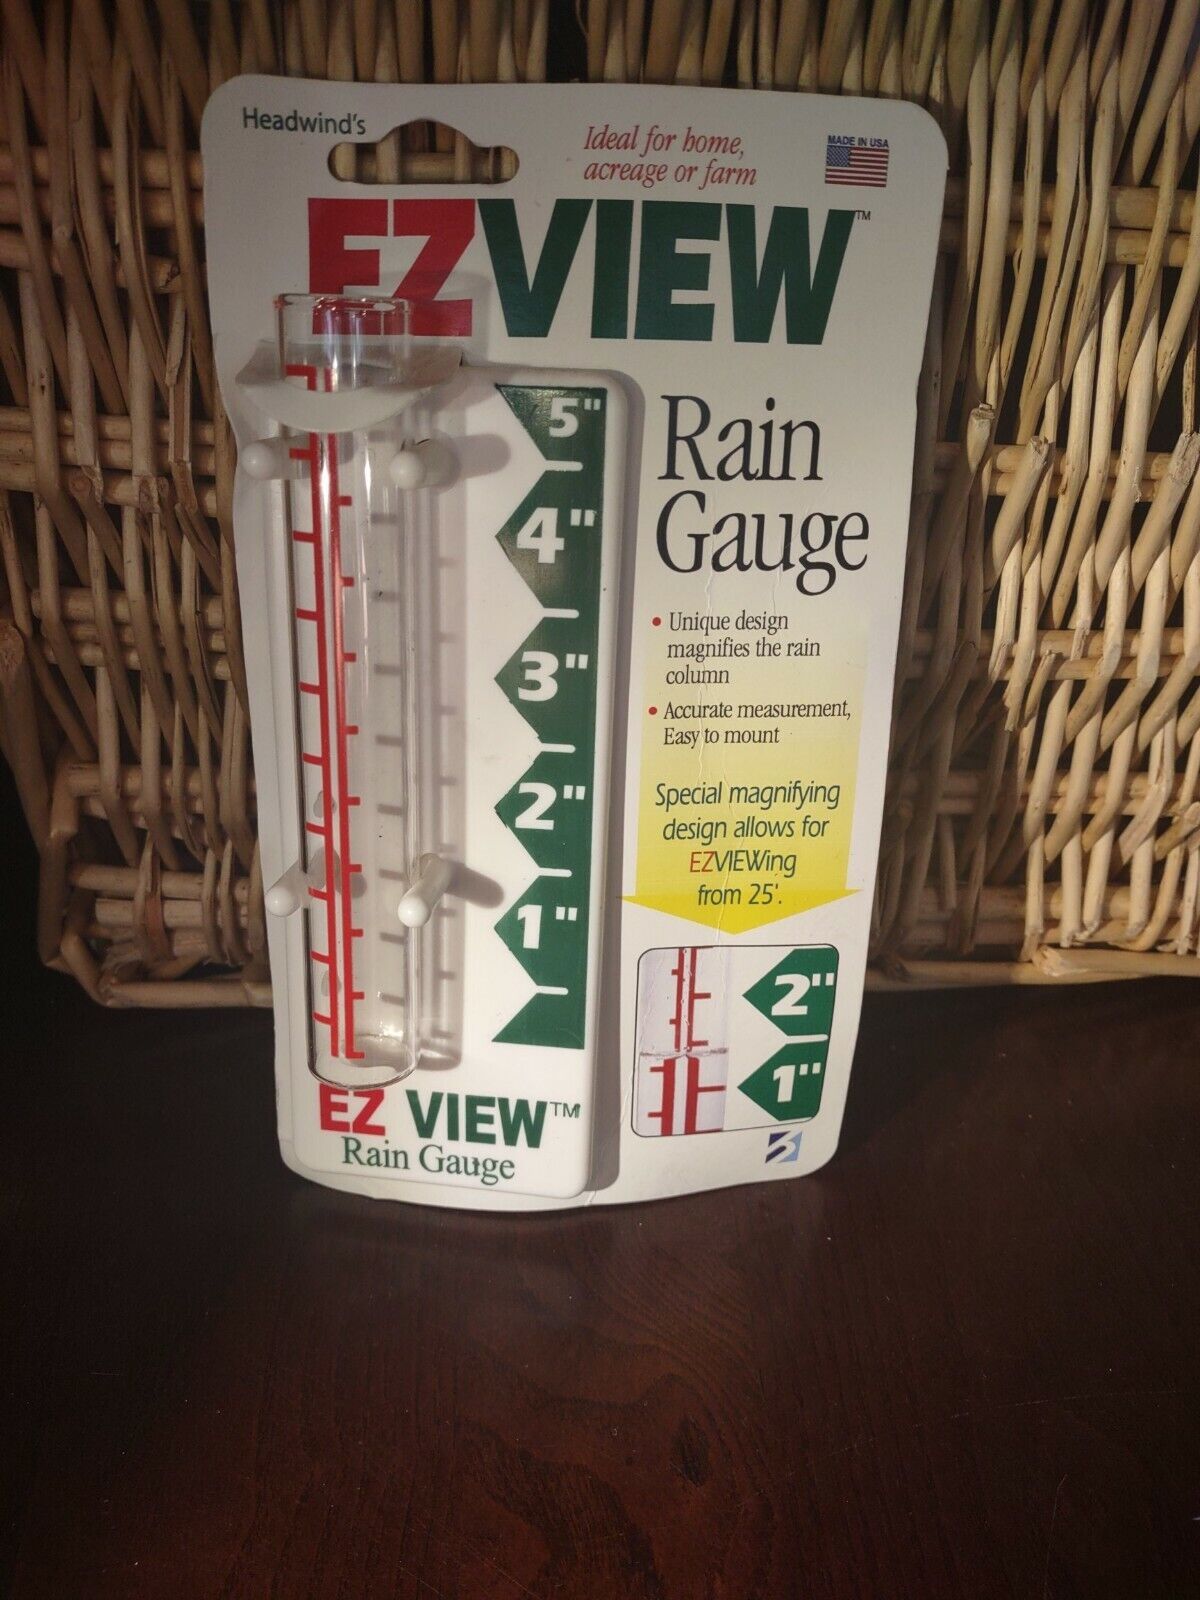 Headwind's
Ideal for home,
acreage or farm
MADE IN USA
EZVIEW™
Rain
Gauge
• Unique design
magnifies the rain
column
• Accurate measurement,
Easy to mount
Special magnifying
design allows for
EZVIEWing
from 25'.
5"
4"
3"
2"
1"
2"
1"
EZ VIEW™
Rain Gauge